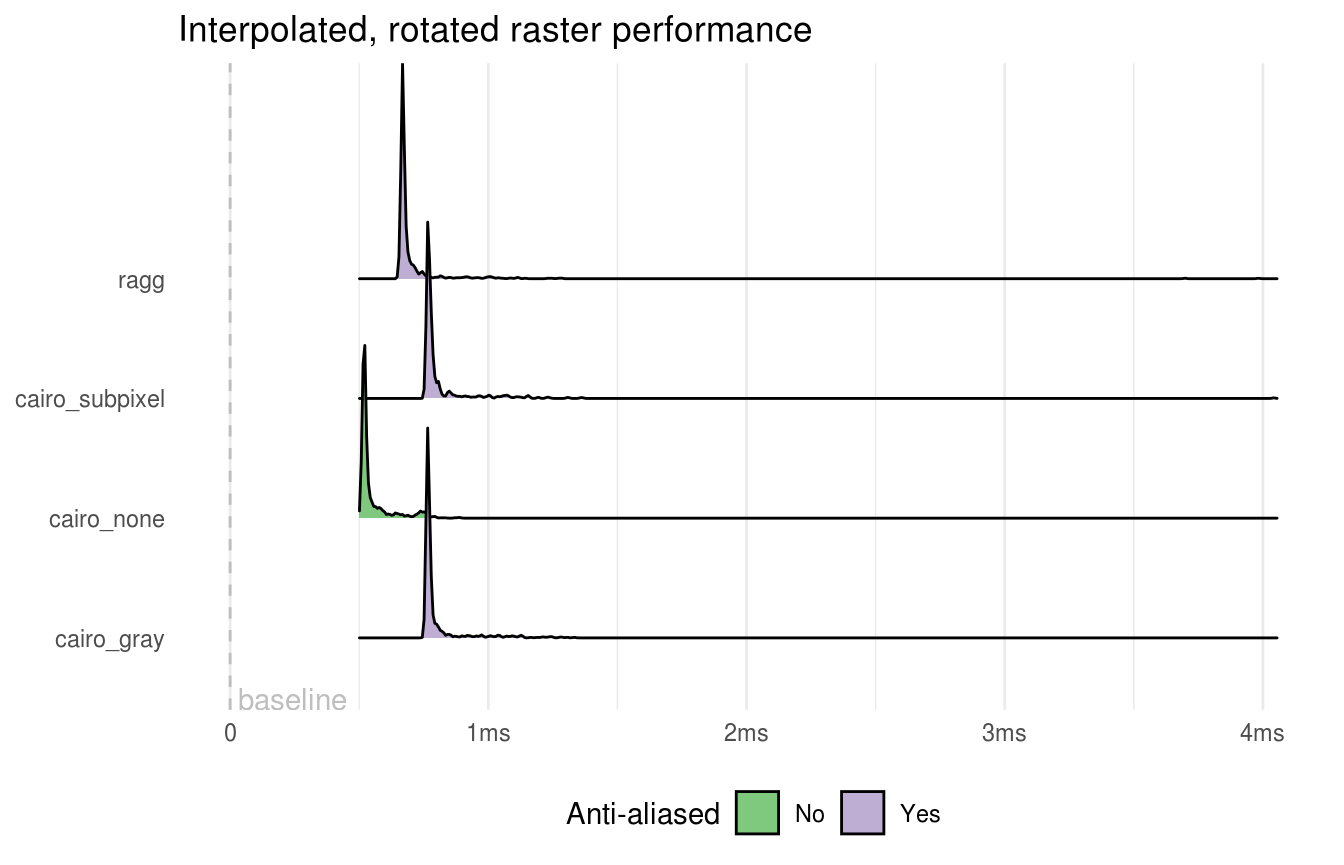 Interpolated, rotated raster performance
ragg
cairo_subpixel
cairo_none
cairo_gray
baseline
0 1ms 2ms 3ms 4ms
Anti-aliased No Yes